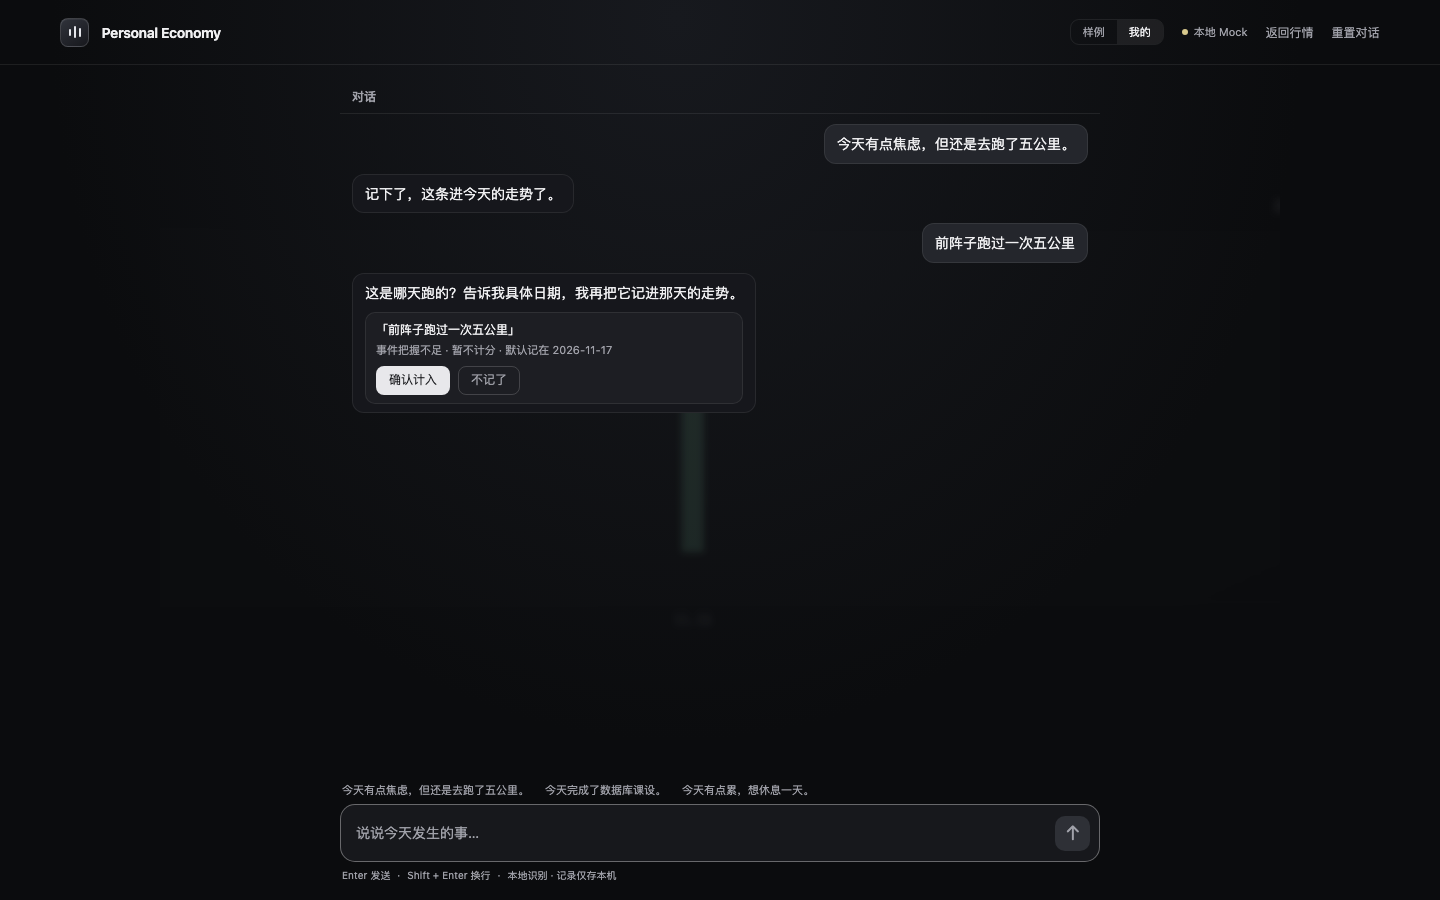 Personal Economy
样例 我的 本地 Mock 返回行情 重置对话
对话
今天有点焦虑，但还是去跑了五公里。
记下了，这条进今天的走势了。
前阵子跑过一次五公里
这是哪天跑的？告诉我具体日期，我再把它记进那天的走势。
「前阵子跑过一次五公里」
事件把握不足 · 暂不计分 · 默认记在 2026-11-17
确认计入 不记了
今天有点焦虑，但还是去跑了五公里。 今天完成了数据库课设。 今天有点累，想休息一天。
说说今天发生的事...
Enter 发送 · Shift + Enter 换行 · 本地识别 · 记录仅存本机